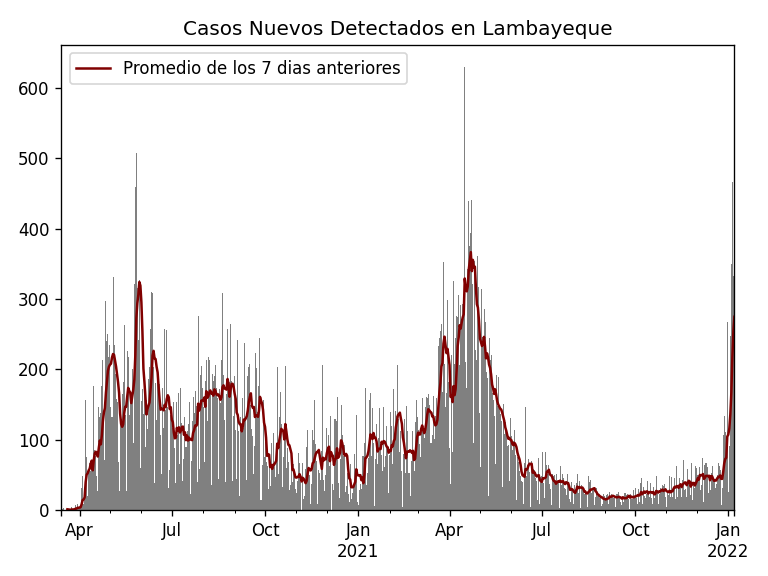 Casos Nuevos Detectados en Lambayeque
Promedio de los 7 dias anteriores
600
500
400
300
200
100
0
Apr Jul Oct Jan Apr Jul Oct Jan
2021 2022